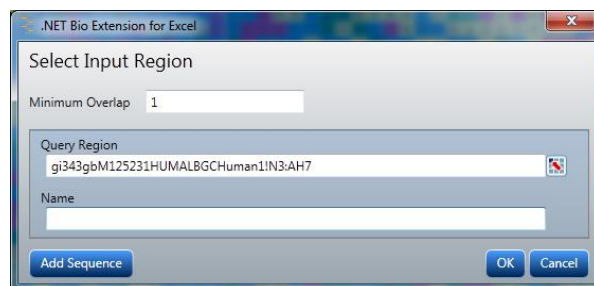 .NET Bio Extension for Excel
Select Input Region
Minimum Overlap 1
Query Region
gi343gbM125231HUMALBGCHuman1!N3:AH7
Name
Add Sequence OK Cancel